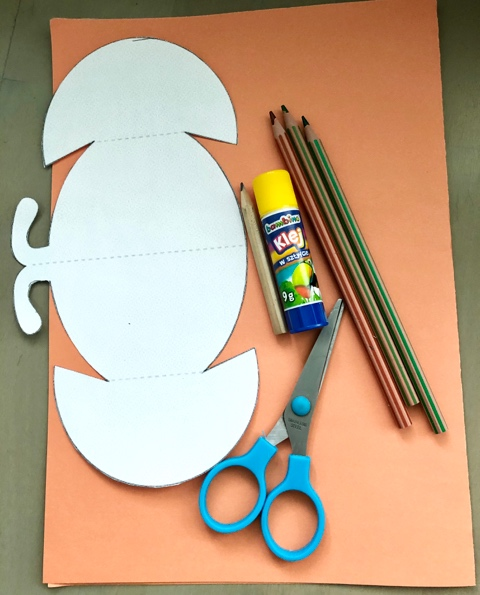 bambino
Klej
w sztyfcie
9g